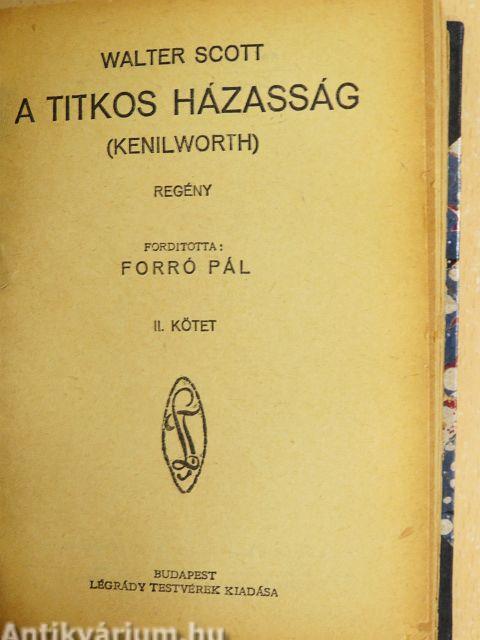 WALTER SCOTT
A TITKOS HÁZASSÁG
(KENILWORTH)
REGÉNY
FORDITOTTA:
FORRÓ PÁL
II. KÖTET
BUDAPEST
LÉGRÁDY TESTVÉREK KIADÁSA
Antikvárium.hu